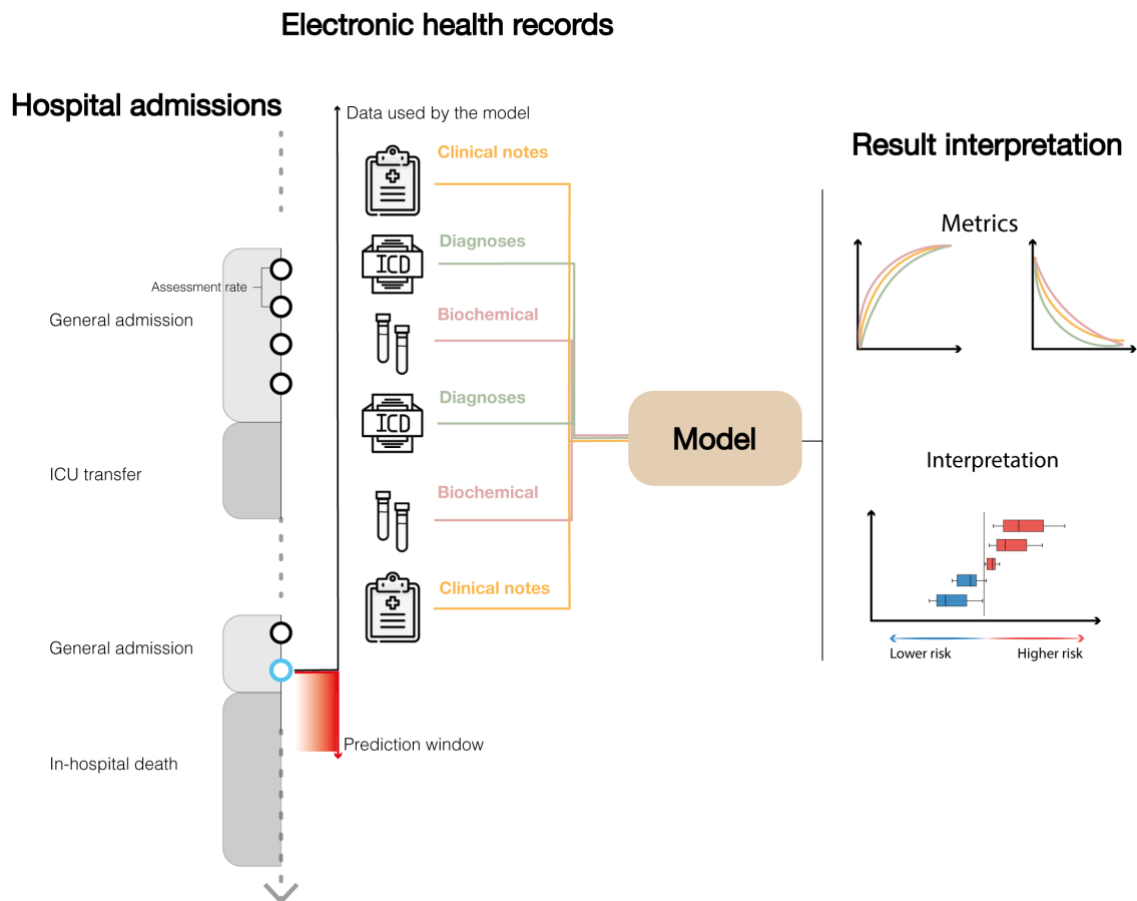 Electronic health records
Hospital admissions
Data used by the model
Clinical notes
Diagnoses
ICD
Assessment rate
General admission
Biochemical
Diagnoses
ICD
ICU transfer
Biochemical
Clinical notes
General admission
Prediction window
In-hospital death
Model
Result interpretation
Metrics
Interpretation
Lower risk
Higher risk